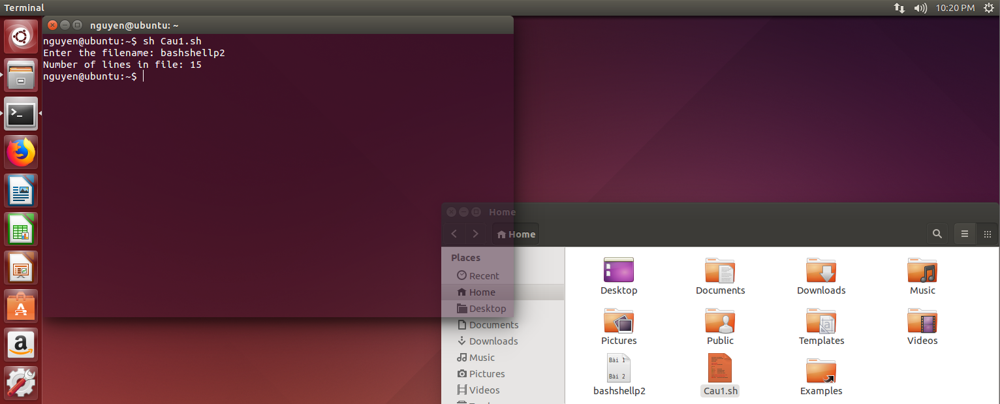 Terminal
10:20 PM
nguyen@ubuntu: ~
nguyen@ubuntu:~$ sh Cau1.sh
Enter the filename: bashshellp2
Number of lines in file: 15
nguyen@ubuntu:~$
Home
Home
Places
Recent
Home
Desktop
Documents
Downloads
Music
Pictures
Videos
Desktop
Documents
Downloads
Music
Pictures
Public
Templates
Videos
Bài 1
Bài 2
bashshellp2
Cau1.sh
Examples